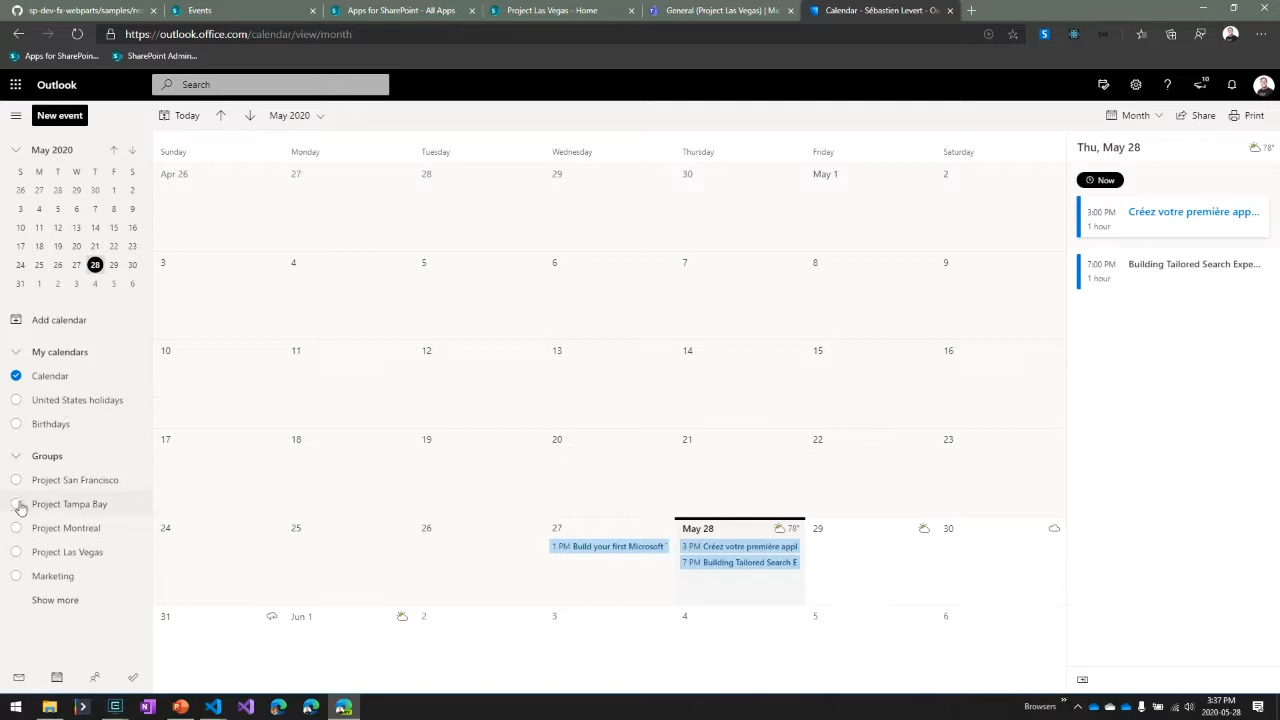 sp-dev-fx-webparts/samples/rea
Events
Apps for SharePoint - All Apps
Project Las Vegas - Home
General (Project Las Vegas) | Mic
Calendar - Sébastien Levert - Ou
https://outlook.office.com/calendar/view/month
Apps for SharePoin...
SharePoint Admin...
Outlook
Search
10
New event
Today
May 2020
Month
Share
Print
May 2020
S M T W T F S
26 27 28 29 30 1 2
3 4 5 6 7 8 9
10 11 12 13 14 15 16
17 18 19 20 21 22 23
24 25 26 27 28 29 30
31 1 2 3 4 5 6
Add calendar
My calendars
Calendar
United States holidays
Birthdays
Groups
Project San Francisco
Project Tampa Bay
Project Montreal
Project Las Vegas
Marketing
Show more
Sunday Monday Tuesday Wednesday Thursday Friday Saturday
Apr 26 27 28 29 30 May 1 2
3 4 5 6 7 8 9
10 11 12 13 14 15 16
17 18 19 20 21 22 23
24 25 26 27 May 28 78° 29 30
1 PM Build your first Microsoft
3 PM Créez votre première appl
7 PM Building Tailored Search E
31 Jun 1 2 3 4 5 6
Thu, May 28
78°
Now
3:00 PM Créez votre première app...
1 hour
7:00 PM Building Tailored Search Expe...
1 hour
Browsers
3:37 PM
2020-05-28